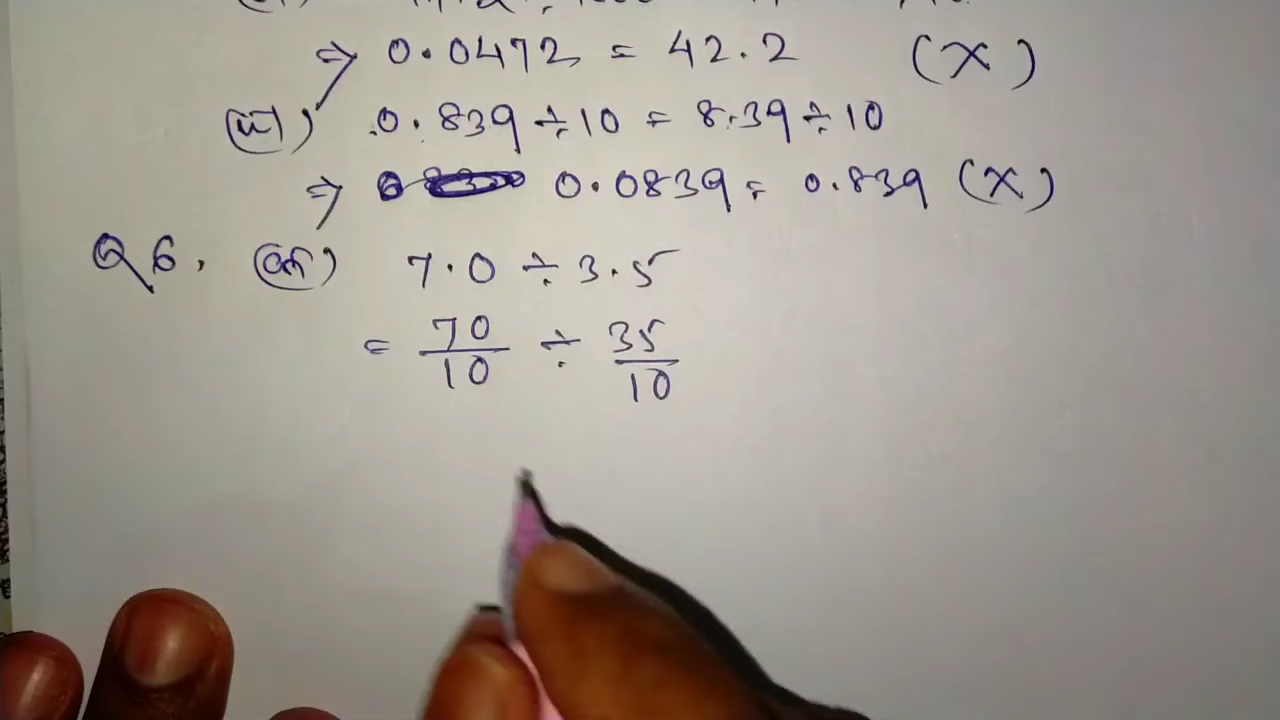 ⇒ 0.0472 = 42.2 (X)
0.839 ÷ 10 = 8.39 ÷ 10
⇒ 0.0839 = 0.839 (X)
Q6. (क) 7.0 ÷ 3.5
= 70/10 ÷ 35/10